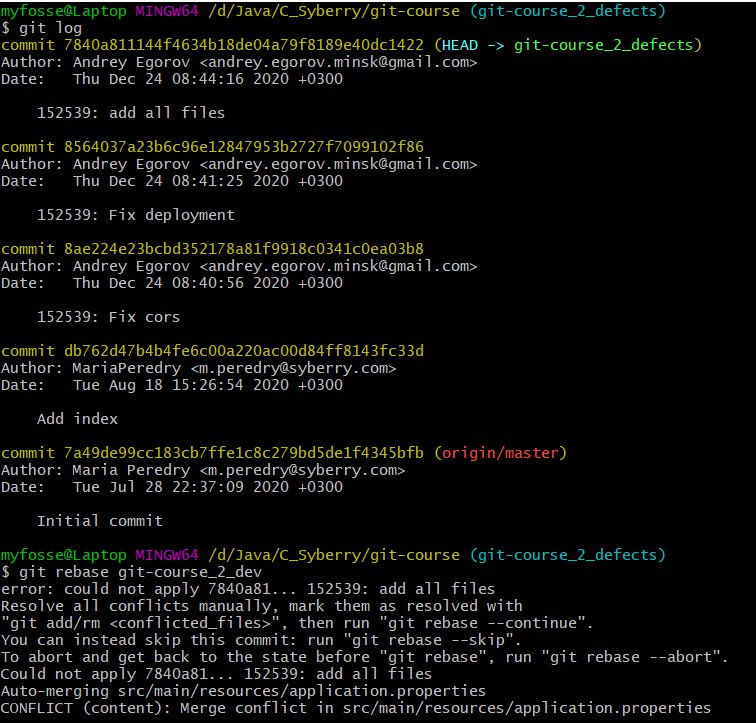 myfosse@Laptop MINGW64 /d/Java/C_Syberry/git-course (git-course_2_defects)
$ git log
commit 7840a811144f4634b18de04a79f8189e40dc1422 (HEAD -> git-course_2_defects)
Author: Andrey Egorov <andrey.egorov.minsk@gmail.com>
Date:   Thu Dec 24 08:44:16 2020 +0300
152539: add all files
commit 8564037a23b6c96e12847953b2727f7099102f86
Author: Andrey Egorov <andrey.egorov.minsk@gmail.com>
Date:   Thu Dec 24 08:41:25 2020 +0300
152539: Fix deployment
commit 8ae224e23bcbd352178a81f9918c0341c0ea03b8
Author: Andrey Egorov <andrey.egorov.minsk@gmail.com>
Date:   Thu Dec 24 08:40:56 2020 +0300
152539: Fix cors
commit db762d47b4b4fe6c00a220ac00d84ff8143fc33d
Author: MariaPeredry <m.peredry@syberry.com>
Date:   Tue Aug 18 15:26:54 2020 +0300
Add index
commit 7a49de99cc183cb7ffe1c8c279bd5de1f4345bfb (origin/master)
Author: Maria Peredry <m.peredry@syberry.com>
Date:   Tue Jul 28 22:37:09 2020 +0300
Initial commit
myfosse@Laptop MINGW64 /d/Java/C_Syberry/git-course (git-course_2_defects)
$ git rebase git-course_2_dev
error: could not apply 7840a81... 152539: add all files
Resolve all conflicts manually, mark them as resolved with
"git add/rm <conflicted_files>", then run "git rebase --continue".
You can instead skip this commit: run "git rebase --skip".
To abort and get back to the state before "git rebase", run "git rebase --abort".
Could not apply 7840a81... 152539: add all files
Auto-merging src/main/resources/application.properties
CONFLICT (content): Merge conflict in src/main/resources/application.properties